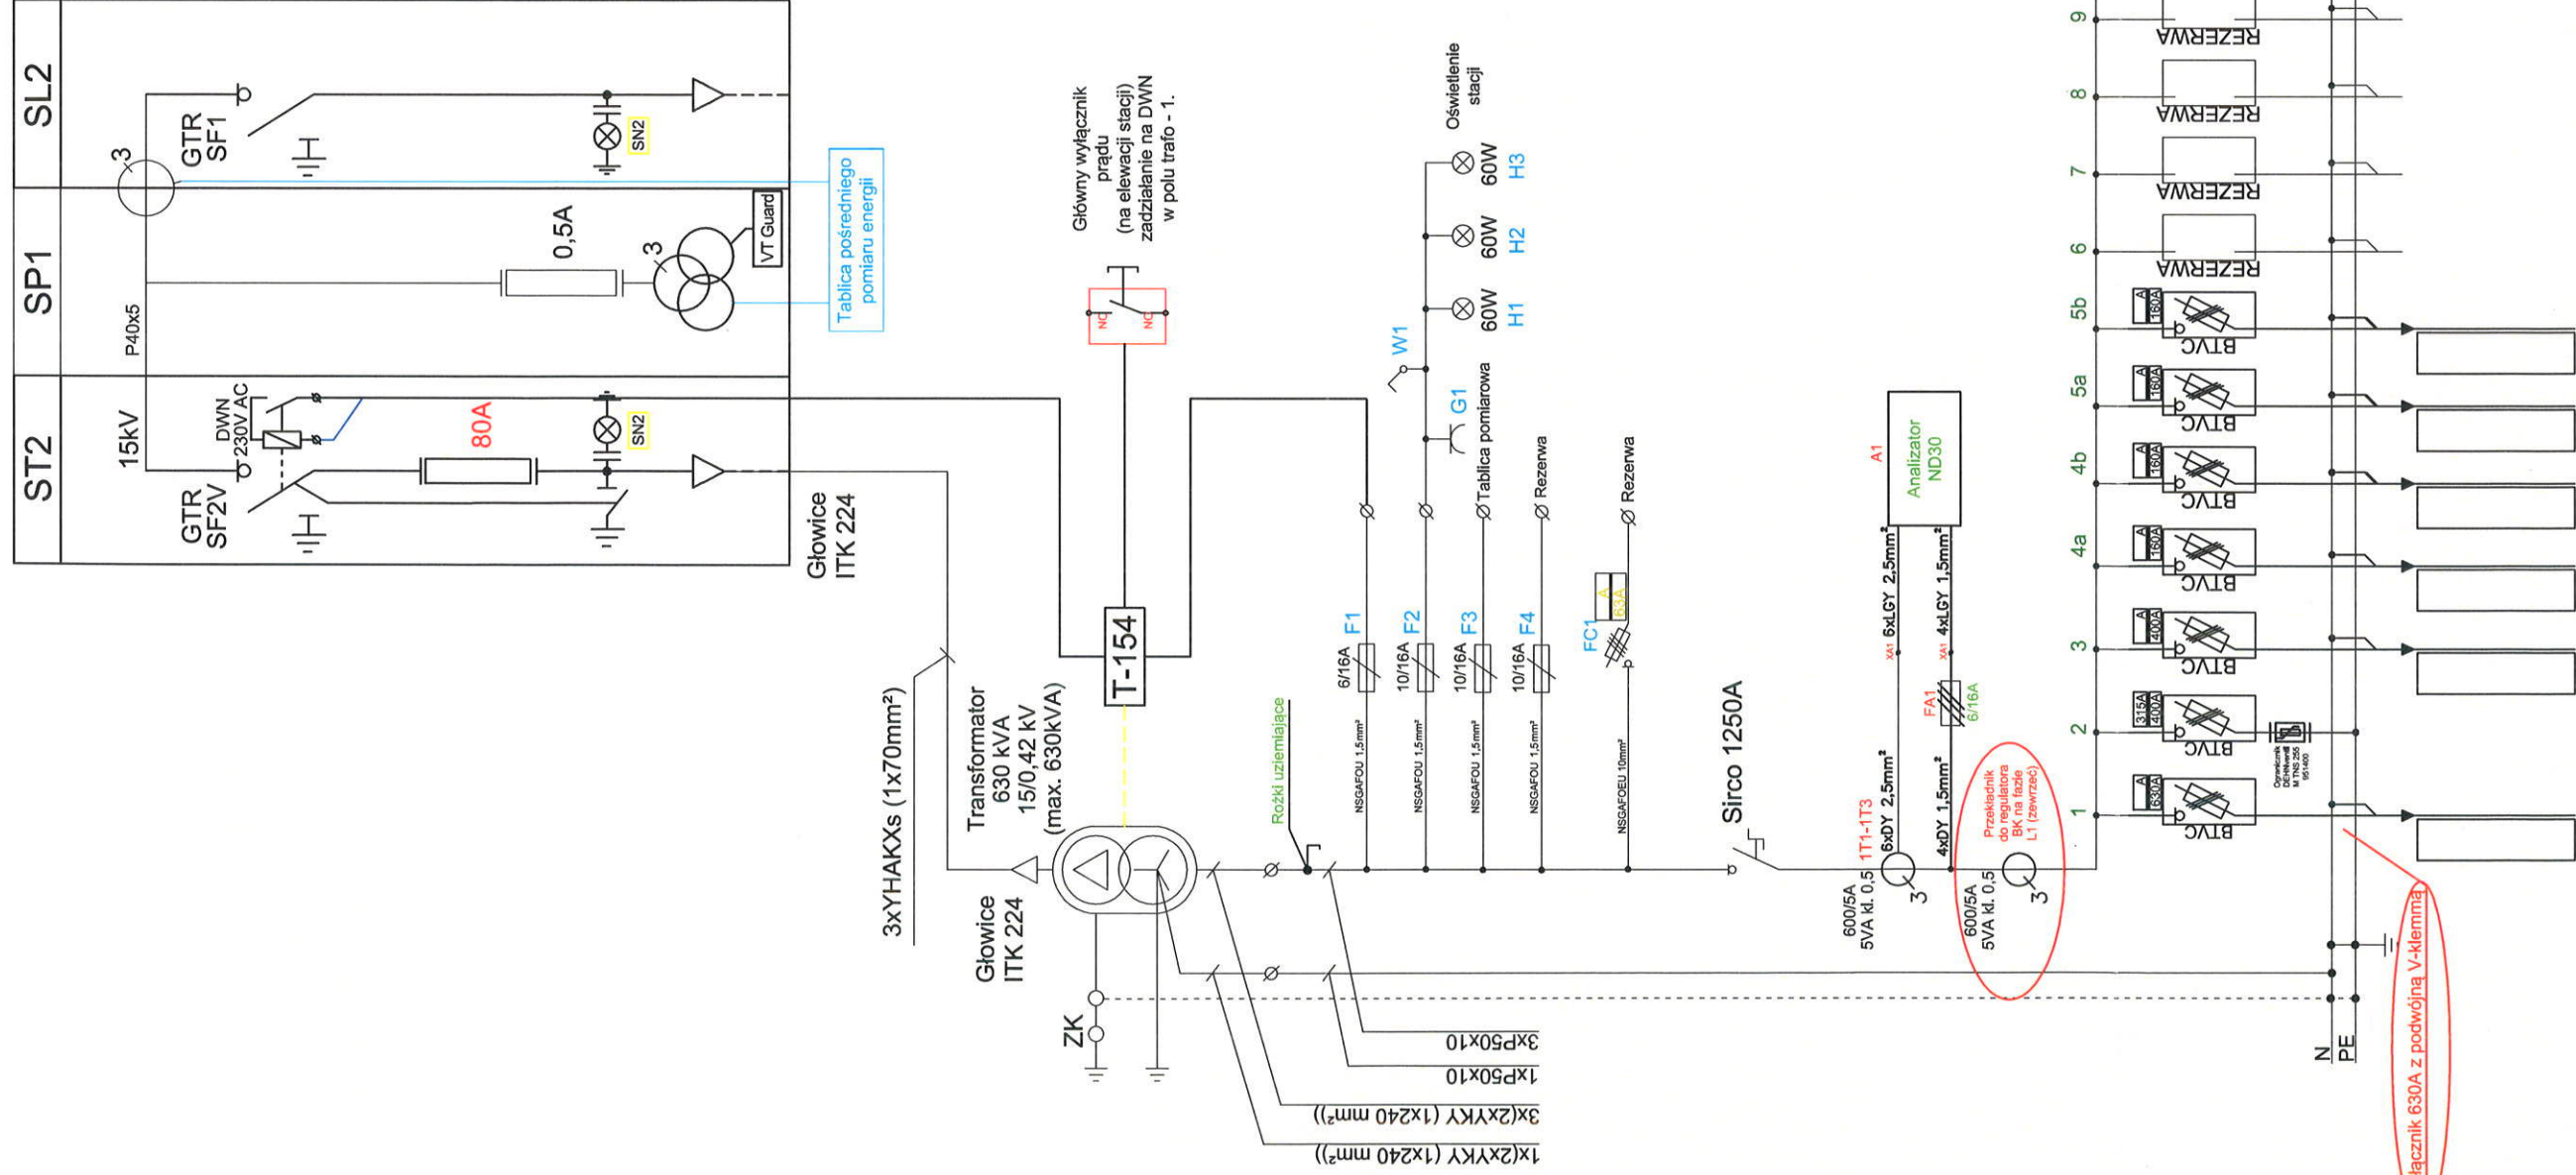 SL2
SP1
ST2
GTR
SF1
3
SN2
P40x5
0,5A
3
VT Guard
Tablica pośredniego
pomiaru energii
15kV
DWN
230V AC
GTR
SF2V
80A
SN2
Głowice
ITK 224
Główny wyłącznik
prądu
(na elewacji stacji)
zadziałanie na DWN
w polu trafo - 1.
NO
NO
T-154
3xYHAKXs (1x70mm²)
Transformator
630 kVA
15/0,42 kV
(max. 630kVA)
Głowice
ITK 224
ZK
Rożki uziemiające
3xP50x10
1xP50x10
3x(2xYKY (1x240 mm²))
1x(2xYKY (1x240 mm²))
Oświetlenie
stacji
60W
H3
60W
H2
60W
H1
W1
G1
Tablica pomiarowa
Rezerwa
Rezerwa
6/16A
F1
10/16A
F2
10/16A
F3
10/16A
F4
FC1
A
63A
NSGAFOU 1,5mm²
NSGAFOU 1,5mm²
NSGAFOU 1,5mm²
NSGAFOU 1,5mm²
NSGAFOEU 10mm²
Sirco 1250A
A1
Analizator
ND30
XA1
6xLGY 2,5mm²
XA1
4xLGY 1,5mm²
FA1
6/16A
1T1-1T3
6xDY 2,5mm²
4xDY 1,5mm²
600/5A
5VA kl. 0,5
3
600/5A
5VA kl. 0,5
3
Przekładnik
do regulatora
BK na fazie
L1 (zewrzeć)
9
REZERWA
8
REZERWA
7
REZERWA
6
REZERWA
5b
A
160A
BTVC
5a
A
160A
BTVC
4b
A
160A
BTVC
4a
A
160A
BTVC
3
A
400A
BTVC
2
315A
400A
BTVC
Ogranicznik
DEHNventil
M TNS 255
951400
1
A
630A
BTVC
N
PE
łącznik 630A z podwójną V-klemmą